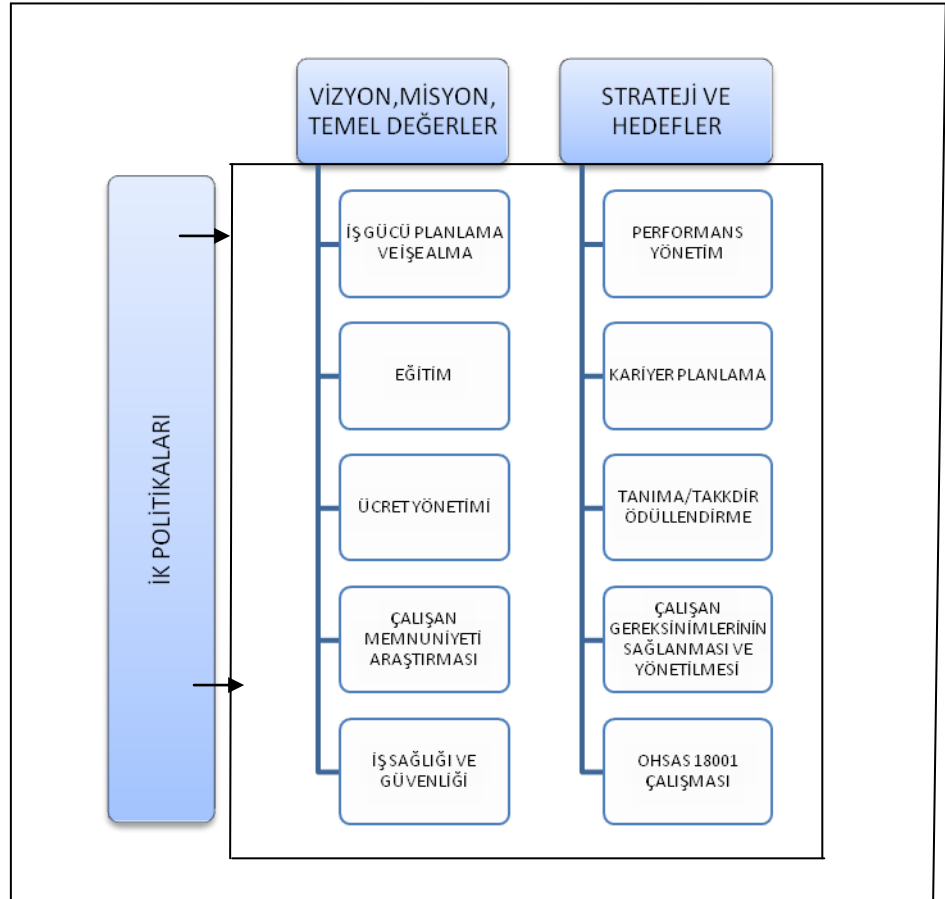 VİZYON,MİSYON,
TEMEL DEĞERLER
STRATEJİ VE
HEDEFLER
İK POLİTİKALARI
İŞ GÜCÜ PLANLAMA
VE İŞE ALMA
EĞİTİM
ÜCRET YÖNETİMİ
ÇALIŞAN
MEMNUNİYETİ
ARAŞTIRMASI
İŞ SAĞLIĞI VE
GÜVENLİĞİ
PERFORMANS
YÖNETİM
KARİYER PLANLAMA
TANIMA/TAKKDİR
ÖDÜLLENDİRME
ÇALIŞAN
GEREKSİNİMLERİNİN
SAĞLANMASI VE
YÖNETİLMESİ
OHSAS 18001
ÇALIŞMASI